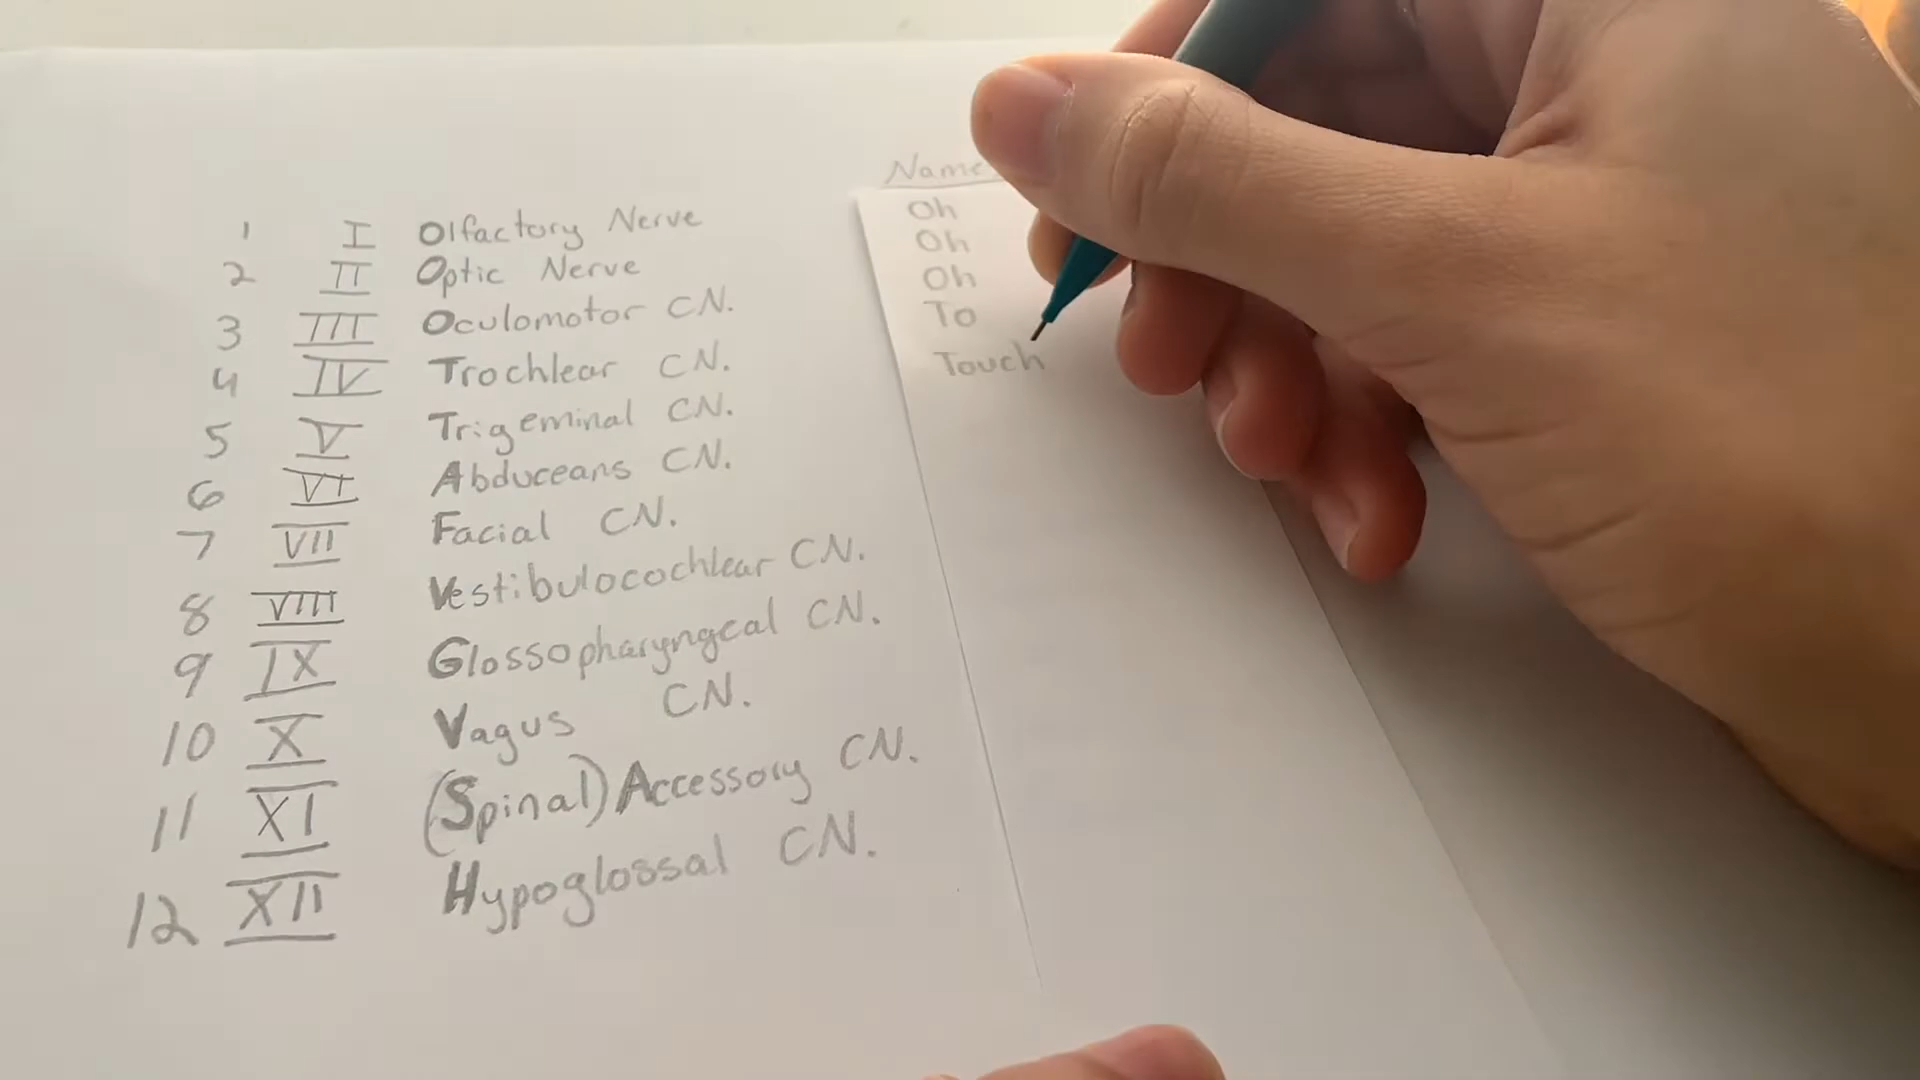 1 I Olfactory Nerve
2 II Optic Nerve
3 III Oculomotor CN.
4 IV Trochlear CN.
5 V Trigeminal CN.
6 VI Abduceans CN.
7 VII Facial CN.
8 VIII Vestibulocochlear CN.
9 IX Glossopharyngeal CN.
10 X Vagus CN.
11 XI (Spinal) Accessory CN.
12 XII Hypoglossal CN.
Name
Oh
Oh
Oh
To
Touch